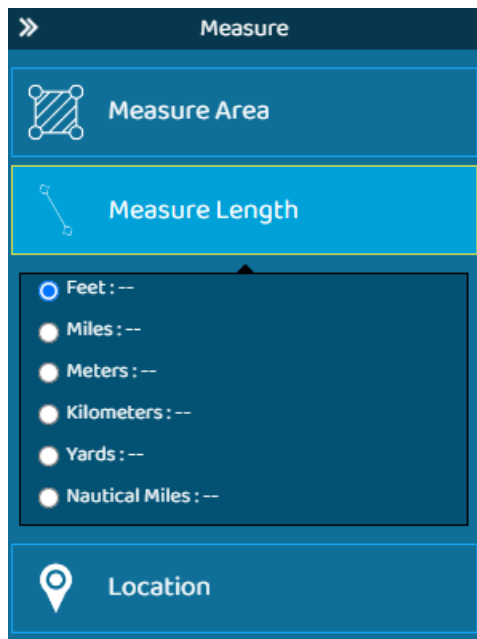 Measure
Measure Area
Measure Length
Feet : --
Miles : --
Meters : --
Kilometers : --
Yards : --
Nautical Miles : --
Location